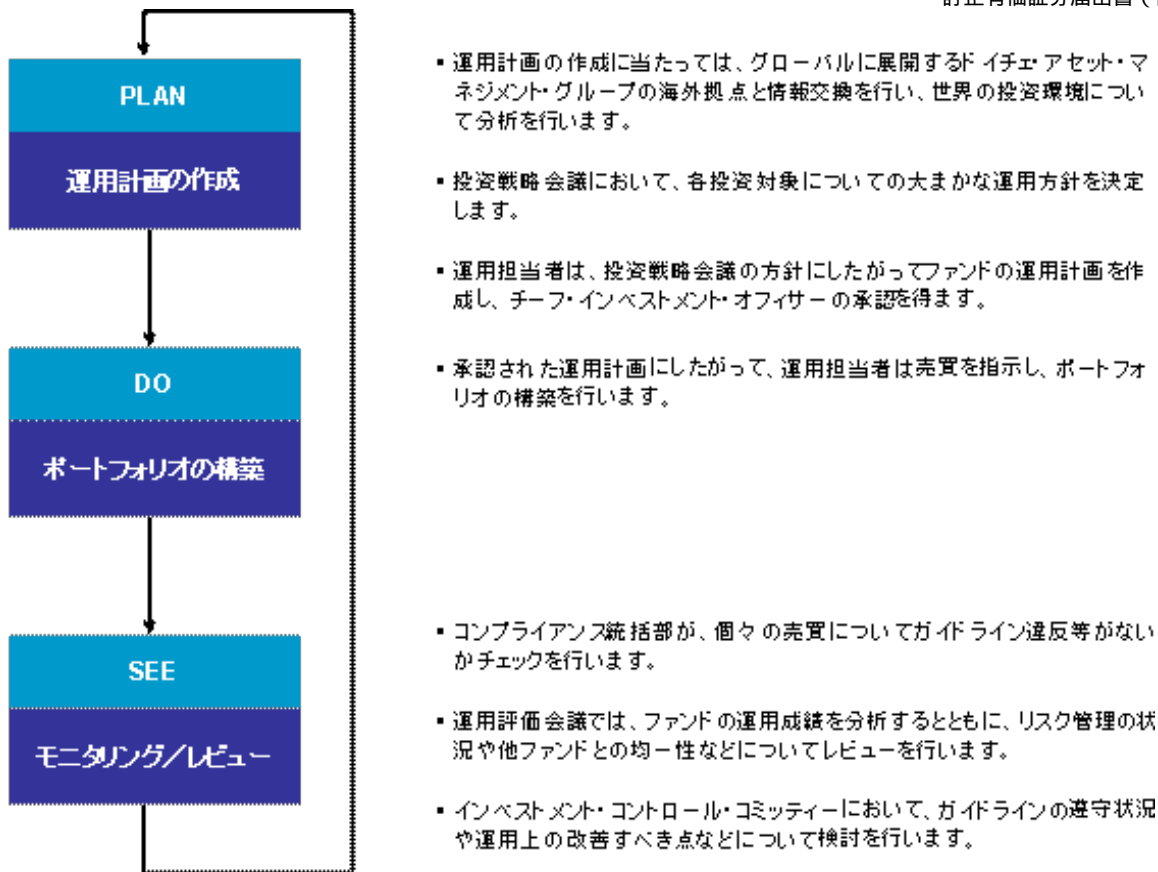 PLAN
運用計画の作成
・運用計画の作成に当たっては、グローバルに展開するドイチェ・アセット・マ
ネジメント・グループの海外拠点と情報交換を行い、世界の投資環境につい
て分析を行います。
・投資戦略会議において、各投資対象についての大まかな運用方針を決定
します。
・運用担当者は、投資戦略会議の方針にしたがってファンドの運用計画を作
成し、チーフ・インベストメント・オフィサーの承認を得ます。
DO
ポートフォリオの構築
・承認された運用計画にしたがって、運用担当者は売買を指示し、ポートフォ
リオの構築を行います。
SEE
モニタリング/レビュー
・コンプライアンス統括部が、個々の売買についてガイドライン違反等がない
かチェックを行います。
・運用評価会議では、ファンドの運用成績を分析するとともに、リスク管理の状
況や他ファンドとの均一性などについてレビューを行います。
・インベストメント・コントロール・コミッティーにおいて、ガイドラインの遵守状況
や運用上の改善すべき点などについて検討を行います。